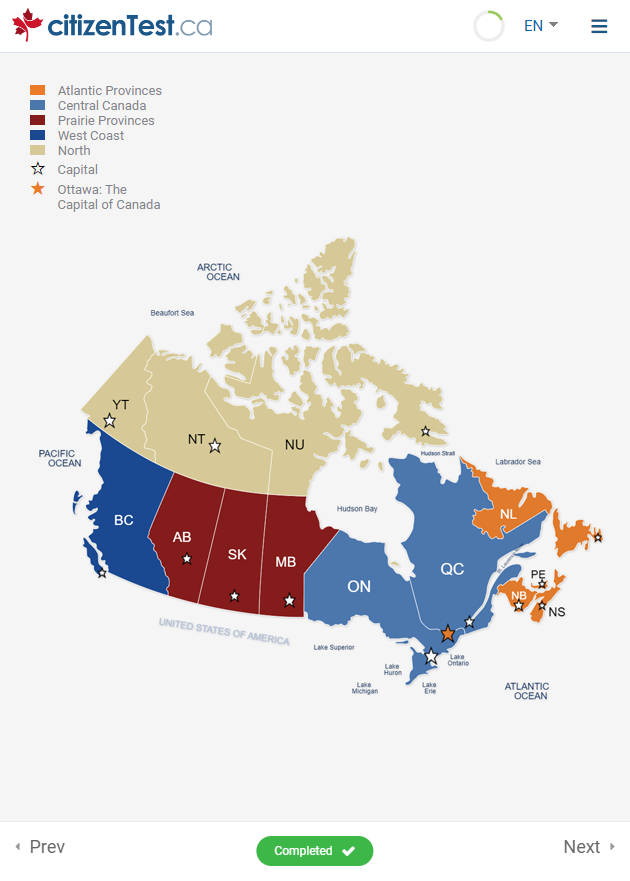 citizenTest.ca
EN
Atlantic Provinces
Central Canada
Prairie Provinces
West Coast
North
Capital
Ottawa: The
Capital of Canada
ARCTIC
OCEAN
Beaufort Sea
YT
NT
NU
PACIFIC
OCEAN
Hudson Strait
Labrador Sea
Hudson Bay
BC
AB
SK
MB
ON
QC
NL
PE
NB
NS
UNITED STATES OF AMERICA
Lake Superior
Lake
Huron
Lake
Ontario
Lake
Michigan
Lake
Erie
ATLANTIC
OCEAN
Prev
Completed
Next